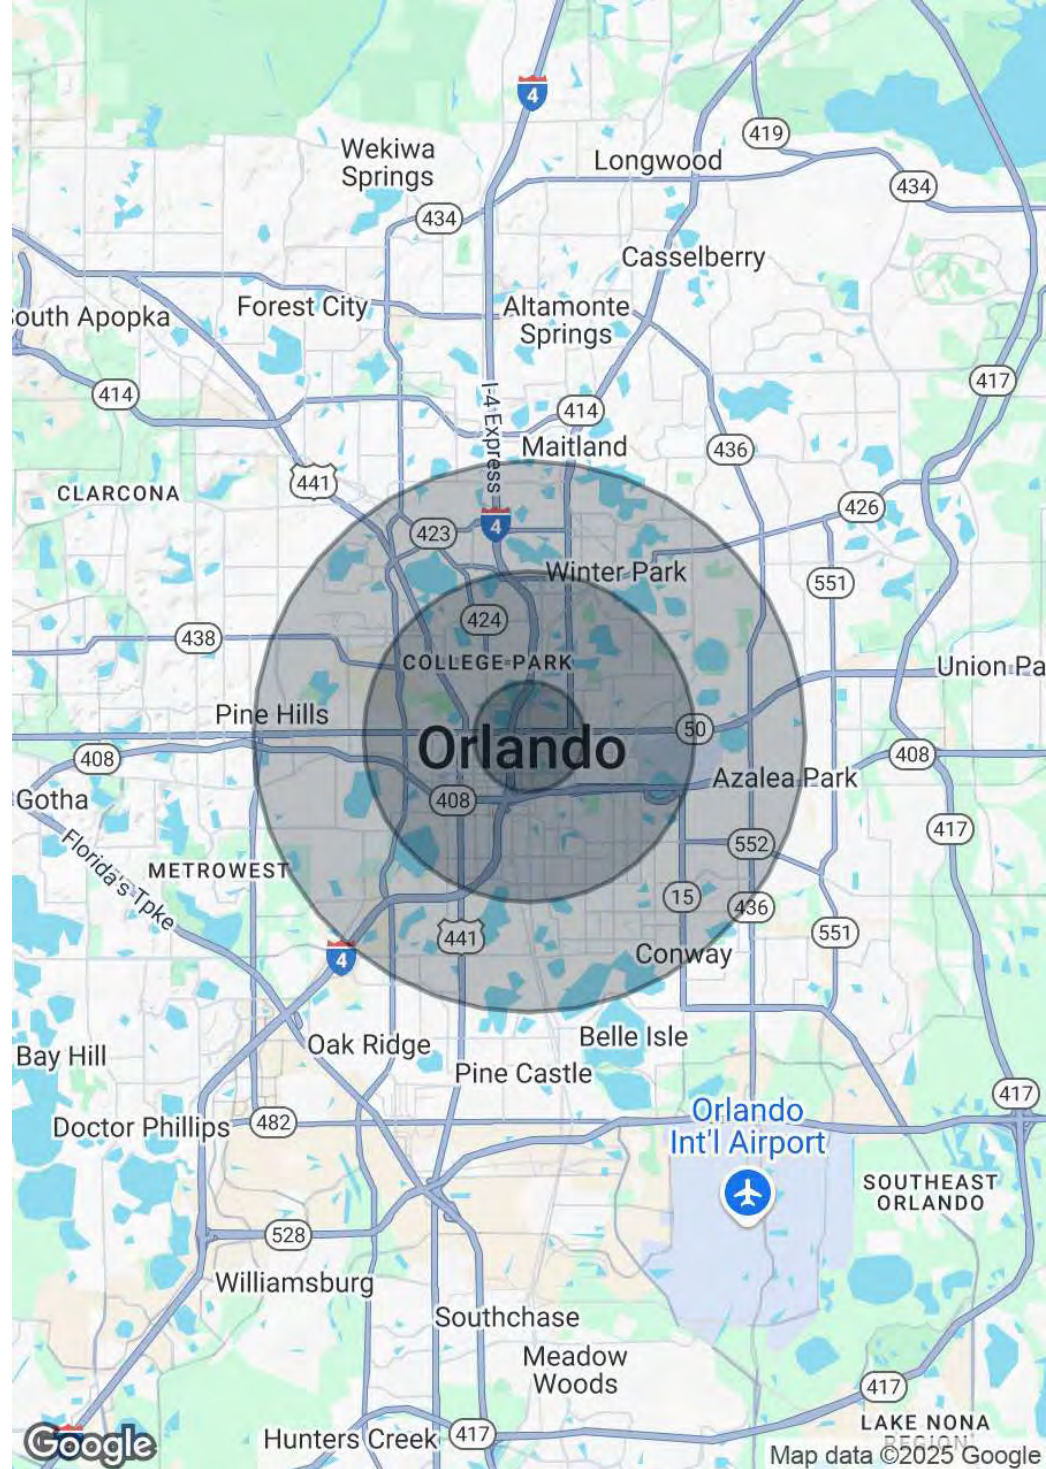 4
419
Wekiwa
Springs
Longwood
434
434
Casselberry
Forest City
Altamonte
Springs
outh Apopka
417
414
I-4 Express
414
Maitland
436
441
CLARCONA
426
423
4
Winter Park
551
424
438
COLLEGE PARK
Union Pa
Pine Hills
50
Orlando
408
408
Azalea Park
Gotha
408
417
Florida's Tpke
552
METROWEST
15
436
551
441
4
Conway
Belle Isle
Oak Ridge
Bay Hill
Pine Castle
417
Orlando
Int'l Airport
482
Doctor Phillips
SOUTHEAST
ORLANDO
528
Williamsburg
Southchase
Meadow
Woods
417
LAKE NONA
REGION
Hunters Creek
417
Google
Map data ©2025 Google